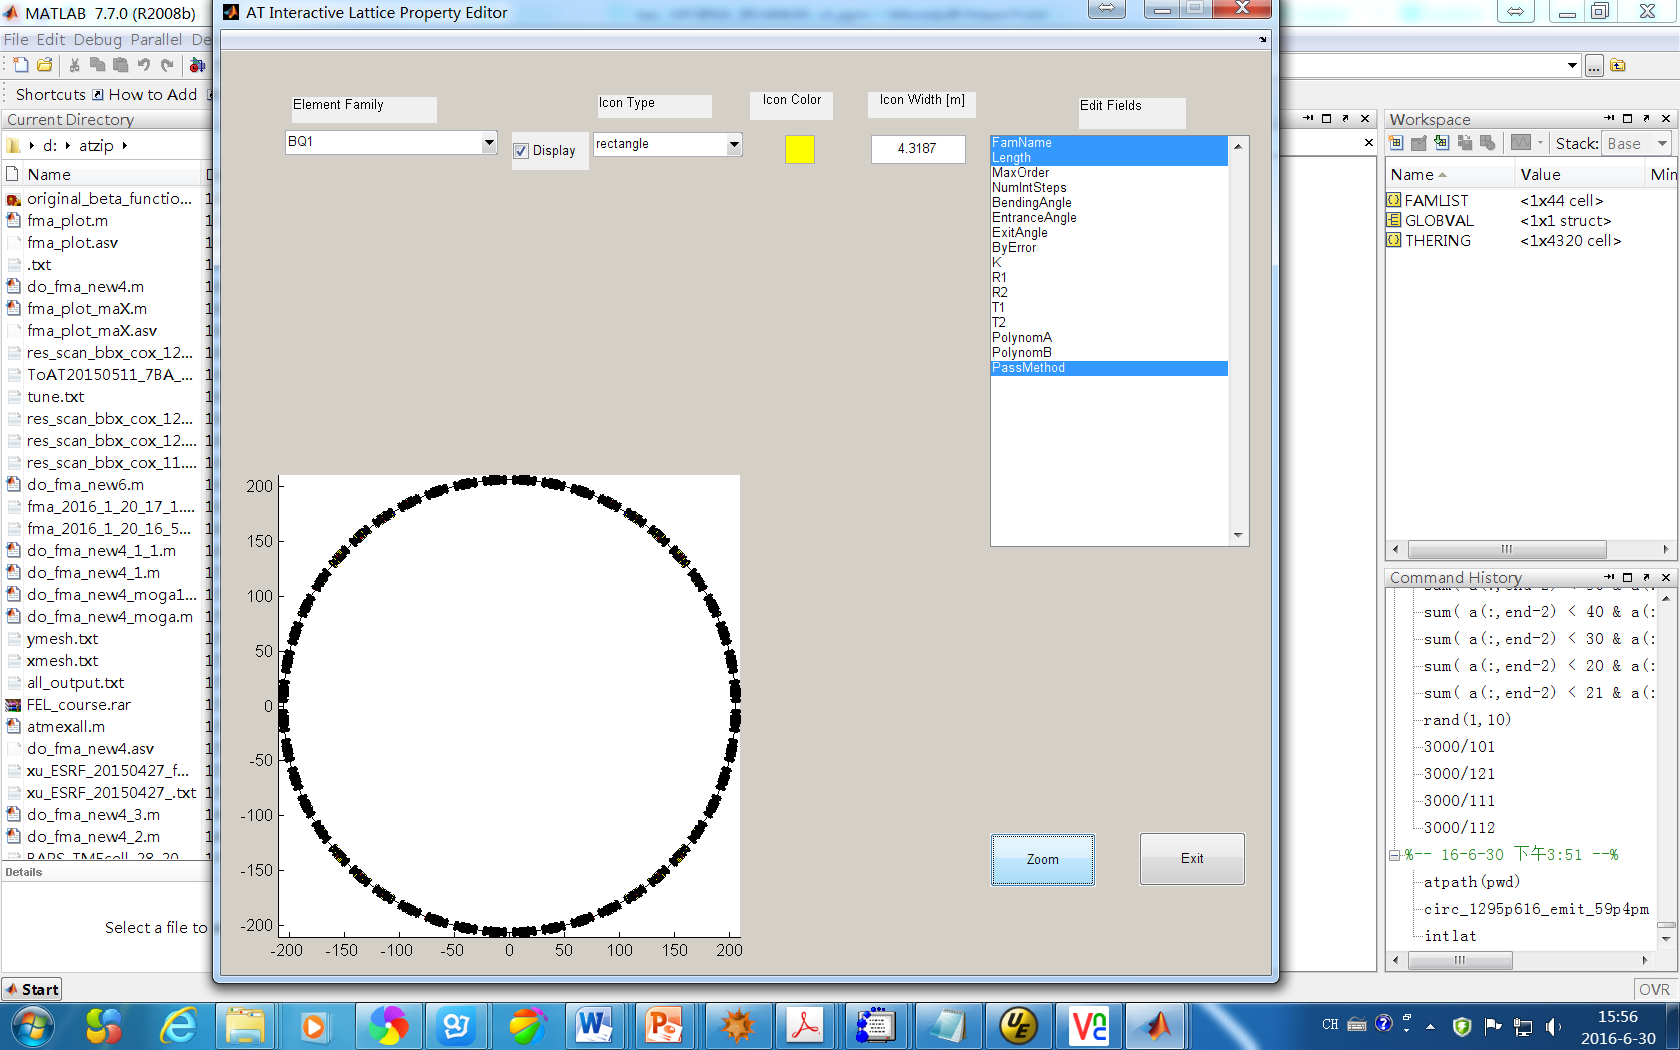 MATLAB 7.7.0 (R2008b)
File Edit Debug Parallel De
Shortcuts How to Add
Current Directory
d: atzip
Name
original_beta_functio...
fma_plot.m
fma_plot.asv
.txt
do_fma_new4.m
fma_plot_maX.m
fma_plot_maX.asv
res_scan_bbx_cox_12...
ToAT20150511_7BA_...
tune.txt
res_scan_bbx_cox_12...
res_scan_bbx_cox_12....
res_scan_bbx_cox_11....
do_fma_new6.m
fma_2016_1_20_17_1....
fma_2016_1_20_16_5...
do_fma_new4_1_1.m
do_fma_new4_1.m
do_fma_new4_moga1...
do_fma_new4_moga.m
ymesh.txt
xmesh.txt
all_output.txt
FEL_course.rar
atmexall.m
do_fma_new4.asv
xu_ESRF_20150427_f...
xu_ESRF_20150427_.txt
do_fma_new4_3.m
do_fma_new4_2.m
Details
Select a file to
Start
AT Interactive Lattice Property Editor
Element Family
BQ1
Display
Icon Type
rectangle
Icon Color
Icon Width [m]
4.3187
Edit Fields
FamName
Length
MaxOrder
NumIntSteps
BendingAngle
EntranceAngle
ExitAngle
ByError
K
R1
R2
T1
T2
PolynomA
PolynomB
PassMethod
200
150
100
50
0
-50
-100
-150
-200
-200 -150 -100 -50 0 50 100 150 200
Zoom
Exit
Workspace
Stack: Base
Name Value Min
FAMLIST <1x44 cell>
GLOBVAL <1x1 struct>
THERING <1x4320 cell>
Command History
sum( a(:,end-2) < 40 & a(:
sum( a(:,end-2) < 30 & a(:
sum( a(:,end-2) < 20 & a(:
sum( a(:,end-2) < 21 & a(:
rand(1,10)
3000/101
3000/121
3000/111
3000/112
%-- 16-6-30 下午3:51 --%
atpath(pwd)
circ_1295p616_emit_59p4pm
intlat
OVR
CH
15:56
2016-6-30